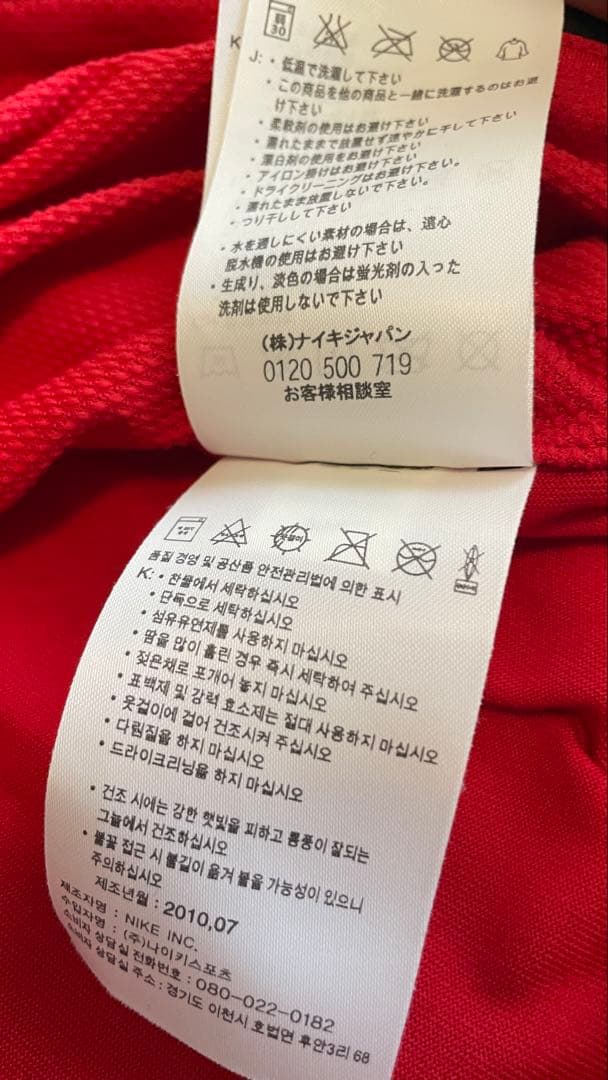 30
K
J:・低温で洗濯して下さい
・この商品を他の商品と一緒に洗濯するのはお避
け下さい
・柔軟剤の使用はお避け下さい
・濡れたままで放置せず速やかに干して下さい
・漂白剤の使用をお避け下さい
・アイロン掛けはお避け下さい
・ドライクリーニングはお避け下さい。
・濡れたまま放置しないで下さい。
・つり干しして下さい
・水を通しにくい素材の場合は、遠心
脱水機の使用はお避け下さい
・生成り、淡色の場合は蛍光剤の入った
洗剤は使用しないで下さい
(株)ナイキジャパン
0120 500 719
お客様相談室
품질 경영 및 공산품 안전관리법에 의한 표시
K:・찬물에서 세탁하십시오
・단독으로 세탁하십시오
・섬유유연제를 사용하지 마십시오
・땀을 많이 흘린 경우 즉시 세탁하여 주십시오
・젖은채로 포개어 놓지 마십시오
・표백제 및 강력 효소제는 절대 사용하지 마십시오
・옷걸이에 걸어 건조시켜 주십시오
・다림질을 하지 마십시오
・드라이크리닝을 하지 마십시오
・건조 시에는 강한 햇빛을 피하고 통풍이 잘되는
그늘에서 건조하십시오
・불꽃 접근 시 불길이 옮겨 붙을 가능성이 있으니
주의하십시오
제조년월 : 2010,07
제조자명 : NIKE INC.
수입자명 : (주)나이키스포츠
소비자 상담실 전화번호 : 080-022-0182
소비자 상담실 주소 : 경기도 이천시 호법면 후안3리 68